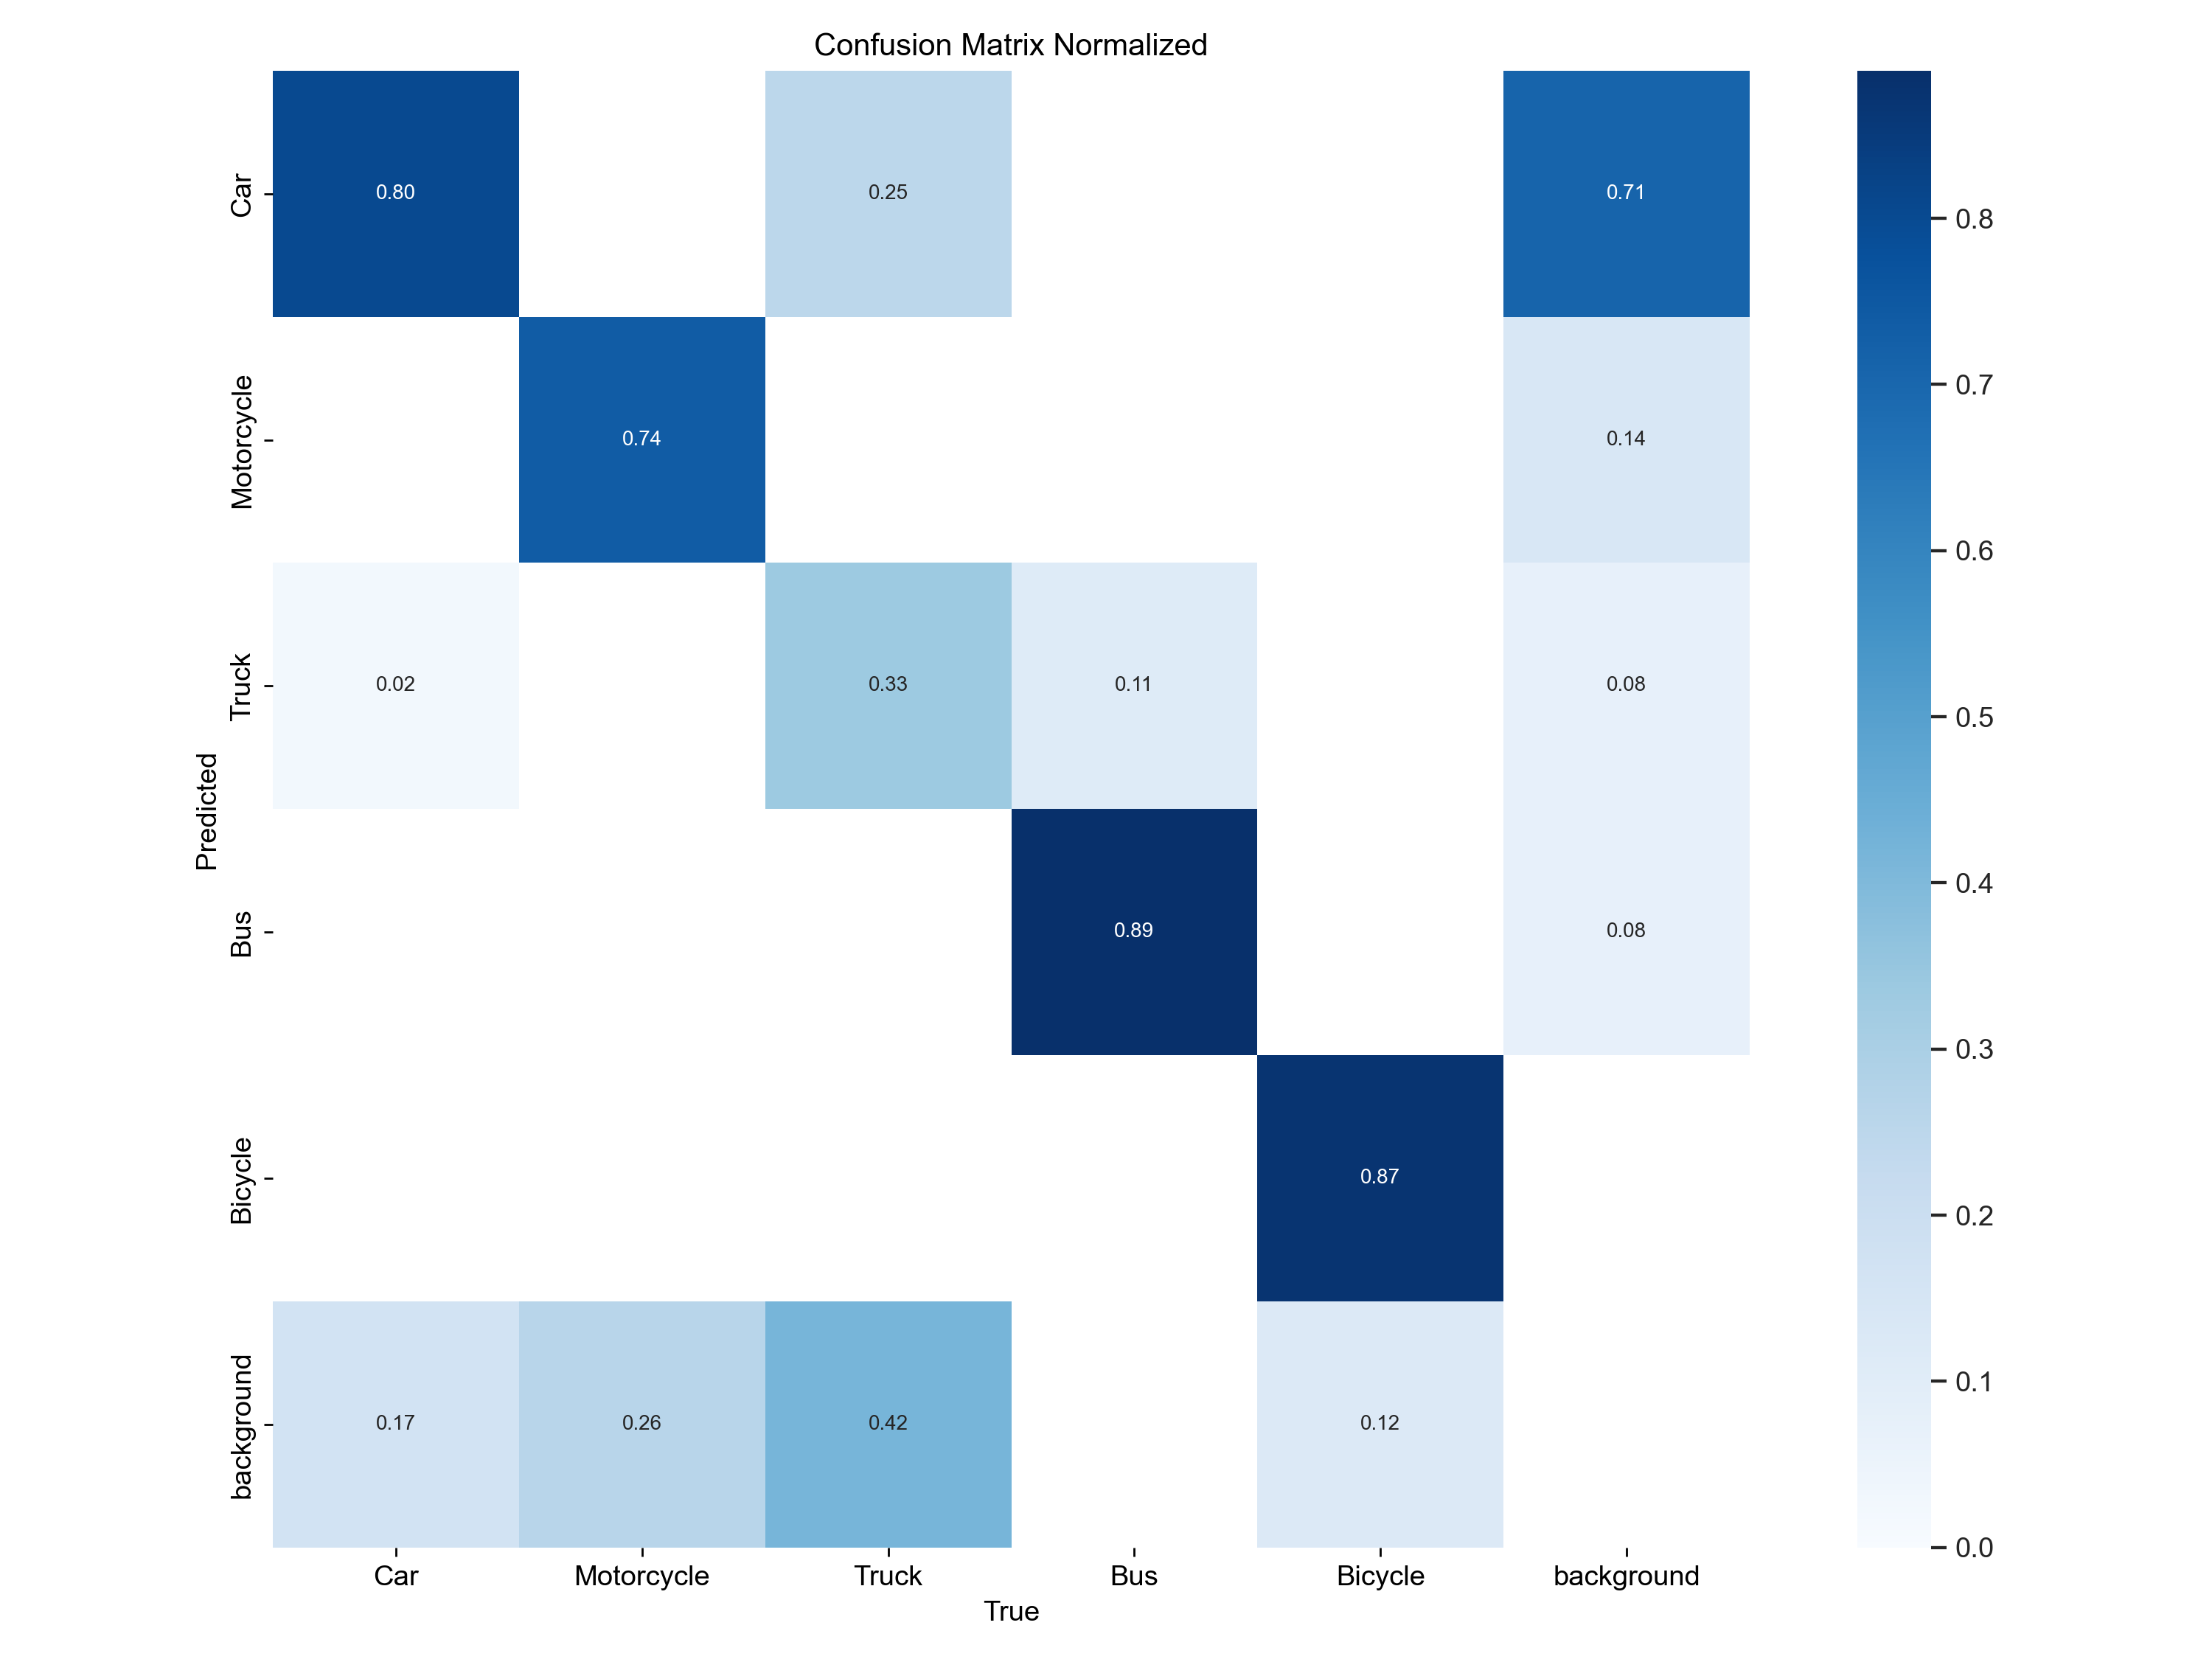 Confusion Matrix Normalized
Predicted
Car
0.80
0.25
0.71
Motorcycle
0.74
0.14
Truck
0.02
0.33
0.11
0.08
Bus
0.89
0.08
Bicycle
0.87
background
0.17
0.26
0.42
0.12
Car
Motorcycle
Truck
Bus
Bicycle
background
True
0.8
0.7
0.6
0.5
0.4
0.3
0.2
0.1
0.0